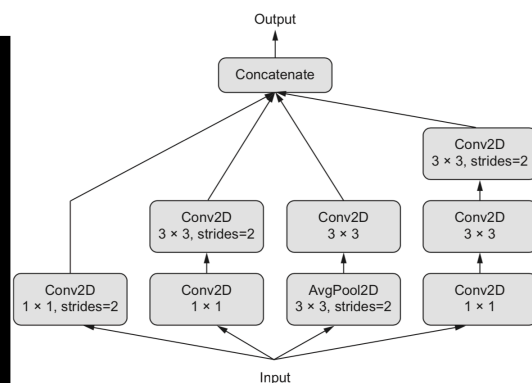 Output
Concatenate
Conv2D
3 × 3, strides=2
Conv2D
3 × 3, strides=2
Conv2D
3 × 3
Conv2D
3 × 3
Conv2D
1 × 1, strides=2
Conv2D
1 × 1
AvgPool2D
3 × 3, strides=2
Conv2D
1 × 1
Input